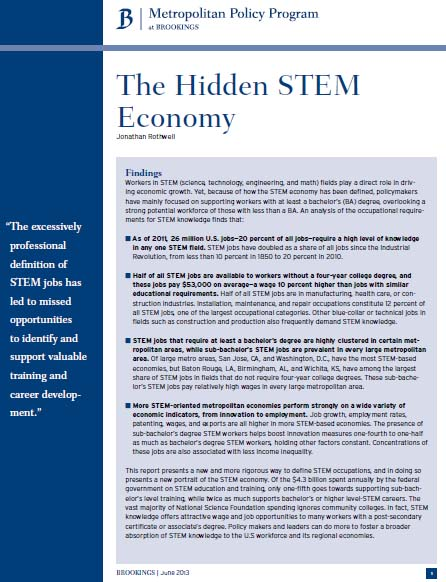 B | Metropolitan Policy Program
at BROOKINGS
The Hidden STEM
Economy
Jonathan Rothwell
"The excessively
professional
definition of
STEM jobs has
led to missed
opportunities
to identify and
support valuable
training and
career develop-
ment."
Findings
Workers in STEM (science, technology, engineering, and math) fields play a direct role in driv-
ing economic growth. Yet, because of how the STEM economy has been defined, policymakers
have mainly focused on supporting workers with at least a bachelor's (BA) degree, overlooking a
strong potential workforce of those with less than a BA. An analysis of the occupational require-
ments for STEM knowledge finds that:
■ As of 2011, 26 million U.S. jobs–20 percent of all jobs–require a high level of knowledge
in any one STEM field. STEM jobs have doubled as a share of all jobs since the Industrial
Revolution, from less than 10 percent in 1850 to 20 percent in 2010.
■ Half of all STEM jobs are available to workers without a four-year college degree, and
these jobs pay $53,000 on average–a wage 10 percent higher than jobs with similar
educational requirements. Half of all STEM jobs are in manufacturing, health care, or con-
struction industries. Installation, maintenance, and repair occupations constitute 12 percent of
all STEM jobs, one of the largest occupational categories. Other blue-collar or technical jobs in
fields such as construction and production also frequently demand STEM knowledge.
■ STEM jobs that require at least a bachelor's degree are highly clustered in certain met-
ropolitan areas, while sub-bachelor's STEM jobs are prevalent in every large metropolitan
area. Of large metro areas, San Jose, CA, and Washington, D.C., have the most STEM-based
economies, but Baton Rouge, LA, Birmingham, AL, and Wichita, KS, have among the largest
share of STEM jobs in fields that do not require four-year college degrees. These sub-bache-
lor's STEM jobs pay relatively high wages in every large metropolitan area.
■ More STEM-oriented metropolitan economies perform strongly on a wide variety of
economic indicators, from innovation to employment. Job growth, employment rates,
patenting, wages, and exports are all higher in more STEM-based economies. The presence of
sub-bachelor's degree STEM workers helps boost innovation measures one-fourth to one-half
as much as bachelor's degree STEM workers, holding other factors constant. Concentrations of
these jobs are also associated with less income inequality.
This report presents a new and more rigorous way to define STEM occupations, and in doing so
presents a new portrait of the STEM economy. Of the $4.3 billion spent annually by the federal
government on STEM education and training, only one-fifth goes towards supporting sub-bach-
elor's level training, while twice as much supports bachelor's or higher level-STEM careers. The
vast majority of National Science Foundation spending ignores community colleges. In fact, STEM
knowledge offers attractive wage and job opportunities to many workers with a post-secondary
certificate or associate's degree. Policy makers and leaders can do more to foster a broader
absorption of STEM knowledge to the U.S workforce and its regional economies.
BROOKINGS | June 2013